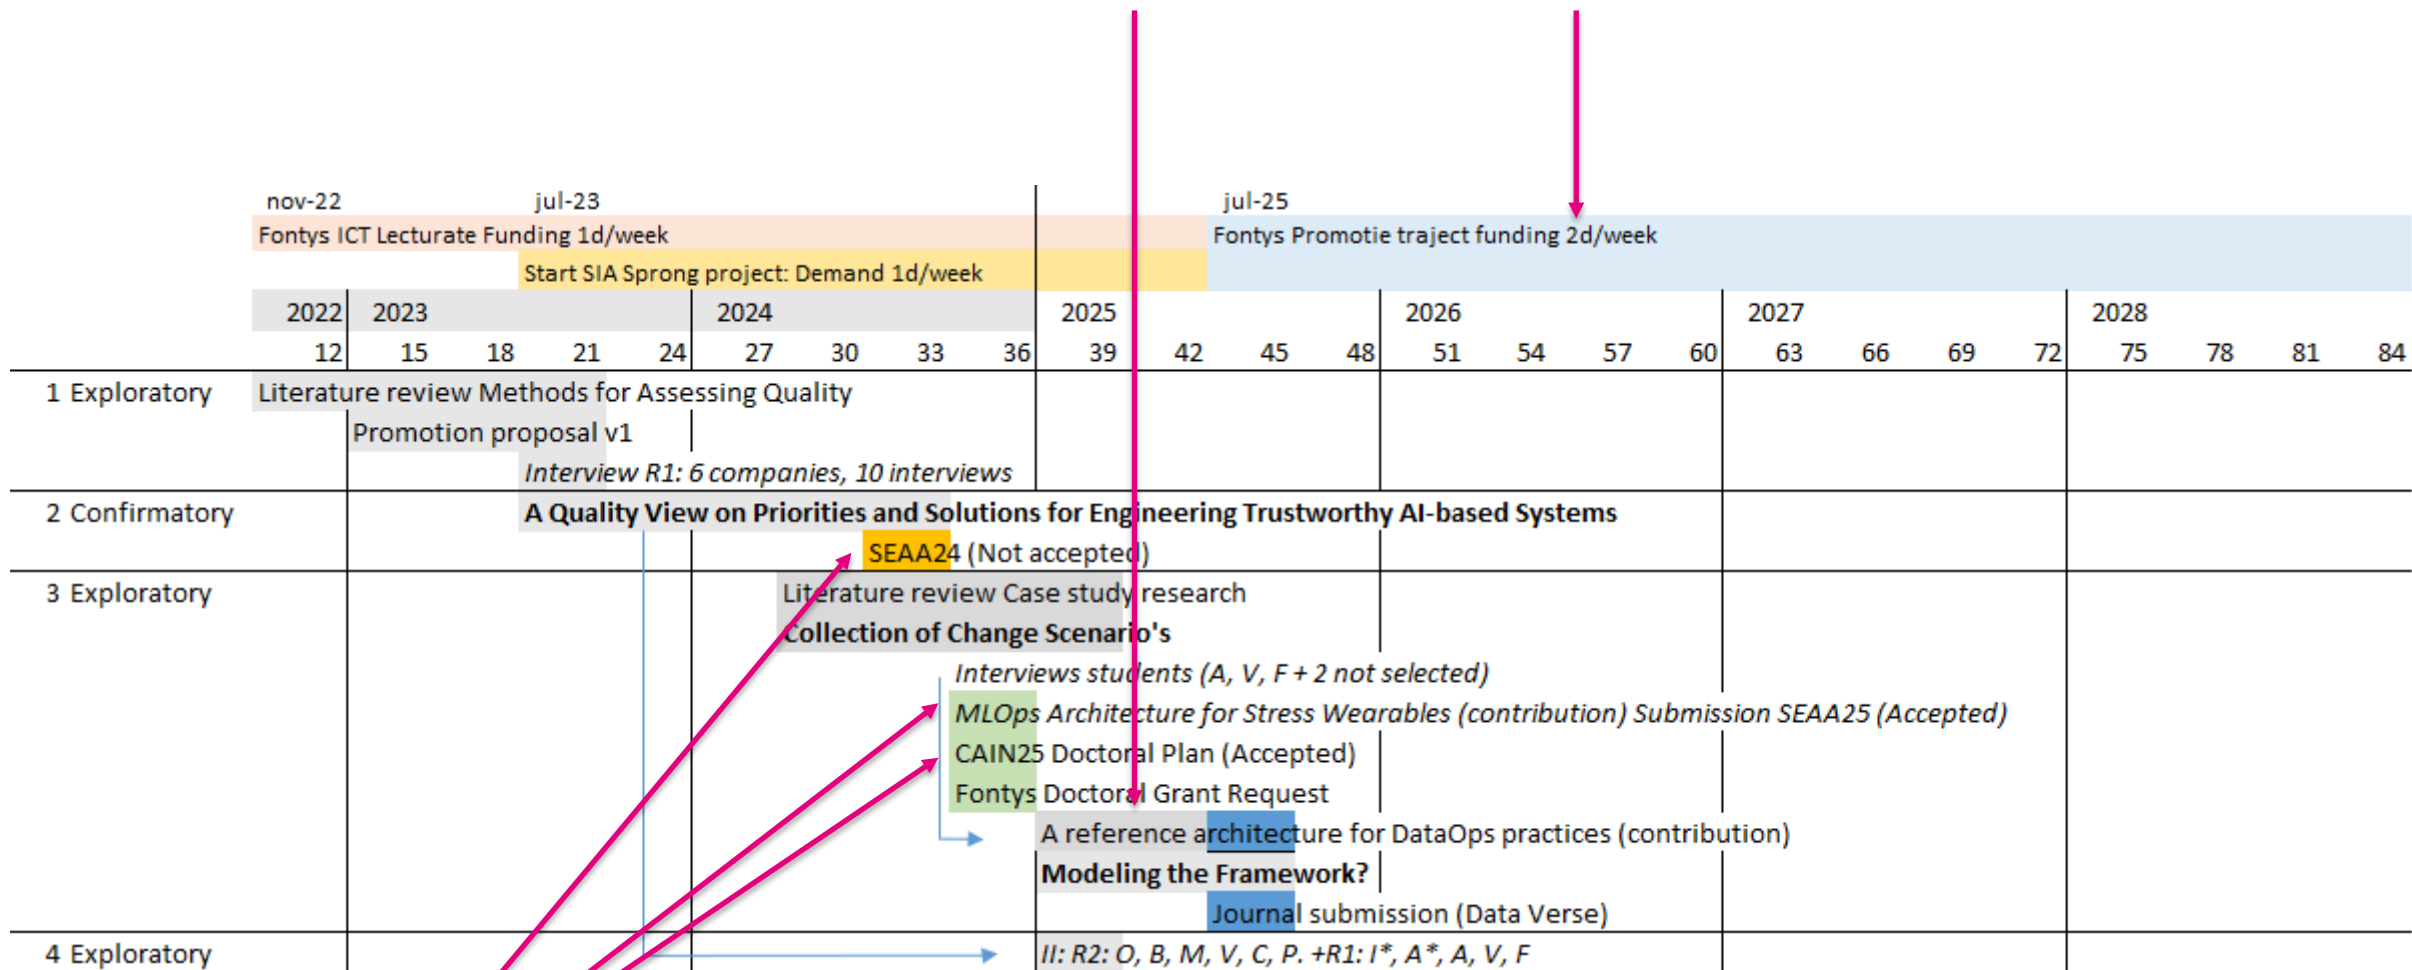 nov-22 jul-23 jul-25
Fontys ICT Lecturate Funding 1d/week Fontys Promotie traject funding 2d/week
Start SIA Sprong project: Demand 1d/week
2022 2023 2024 2025 2026 2027 2028
12 15 18 21 24 27 30 33 36 39 42 45 48 51 54 57 60 63 66 69 72 75 78 81 84
1 Exploratory Literature review Methods for Assessing Quality
Promotion proposal v1
Interview R1: 6 companies, 10 interviews
2 Confirmatory A Quality View on Priorities and Solutions for Engineering Trustworthy AI-based Systems
SEAA24 (Not accepted)
3 Exploratory Literature review Case study research
Collection of Change Scenario's
Interviews students (A, V, F + 2 not selected)
MLOps Architecture for Stress Wearables (contribution) Submission SEAA25 (Accepted)
CAIN25 Doctoral Plan (Accepted)
Fontys Doctoral Grant Request
A reference architecture for DataOps practices (contribution)
Modeling the Framework?
Journal submission (Data Verse)
4 Exploratory II: R2: O, B, M, V, C, P. +R1: I*, A*, A, V, F